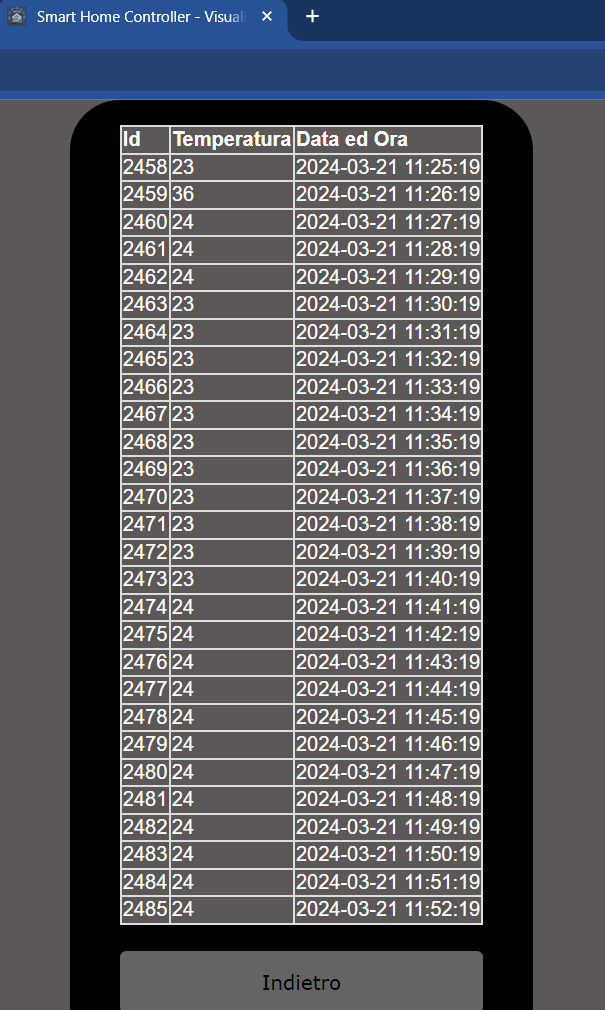 Smart Home Controller - Visual
Id Temperatura Data ed Ora
2458 23 2024-03-21 11:25:19
2459 36 2024-03-21 11:26:19
2460 24 2024-03-21 11:27:19
2461 24 2024-03-21 11:28:19
2462 24 2024-03-21 11:29:19
2463 23 2024-03-21 11:30:19
2464 23 2024-03-21 11:31:19
2465 23 2024-03-21 11:32:19
2466 23 2024-03-21 11:33:19
2467 23 2024-03-21 11:34:19
2468 23 2024-03-21 11:35:19
2469 23 2024-03-21 11:36:19
2470 23 2024-03-21 11:37:19
2471 23 2024-03-21 11:38:19
2472 23 2024-03-21 11:39:19
2473 23 2024-03-21 11:40:19
2474 24 2024-03-21 11:41:19
2475 24 2024-03-21 11:42:19
2476 24 2024-03-21 11:43:19
2477 24 2024-03-21 11:44:19
2478 24 2024-03-21 11:45:19
2479 24 2024-03-21 11:46:19
2480 24 2024-03-21 11:47:19
2481 24 2024-03-21 11:48:19
2482 24 2024-03-21 11:49:19
2483 24 2024-03-21 11:50:19
2484 24 2024-03-21 11:51:19
2485 24 2024-03-21 11:52:19
Indietro